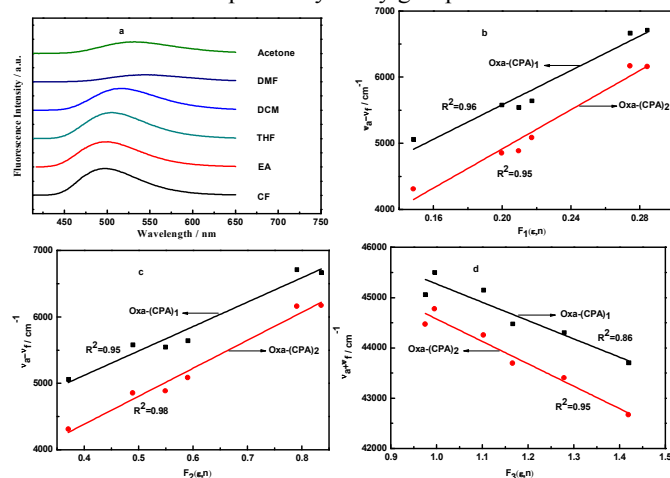 a
Acetone
DMF
DCM
THF
EA
CF
Fluorescence Intensity / a.u.
400 450 500 550 600 650 700 750
Wavelength / nm
b
7000
6000
5000
4000
νa-νf / cm-1
Oxa-(CPA)1
R2=0.96
Oxa-(CPA)2
R2=0.95
0.16 0.20 0.24 0.28
F1(ε,n)
c
7000
6000
5000
4000
νa-νf / cm-1
Oxa-(CPA)1
R2=0.95
Oxa-(CPA)2
R2=0.98
0.4 0.5 0.6 0.7 0.8
F2(ε,n)
d
46000
45000
44000
43000
42000
νa+νf / cm-1
Oxa-(CPA)1
R2=0.86
Oxa-(CPA)2
R2=0.95
0.9 1.0 1.1 1.2 1.3 1.4 1.5
F3(ε,n)